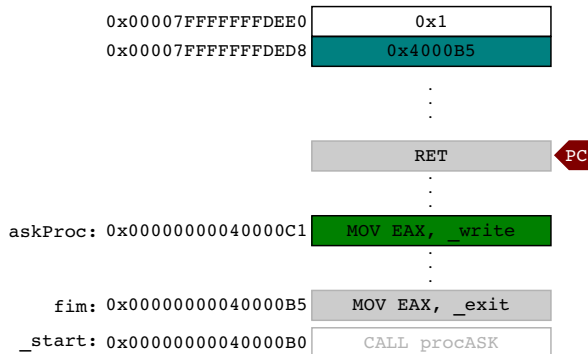 0x00007FFFFFFFDEE0 0x1
0x00007FFFFFFFDED8 0x4000B5
RET PC
askProc: 0x00000000040000C1 MOV EAX, _write
fim: 0x00000000040000B5 MOV EAX, _exit
_start: 0x00000000040000B0 CALL procASK